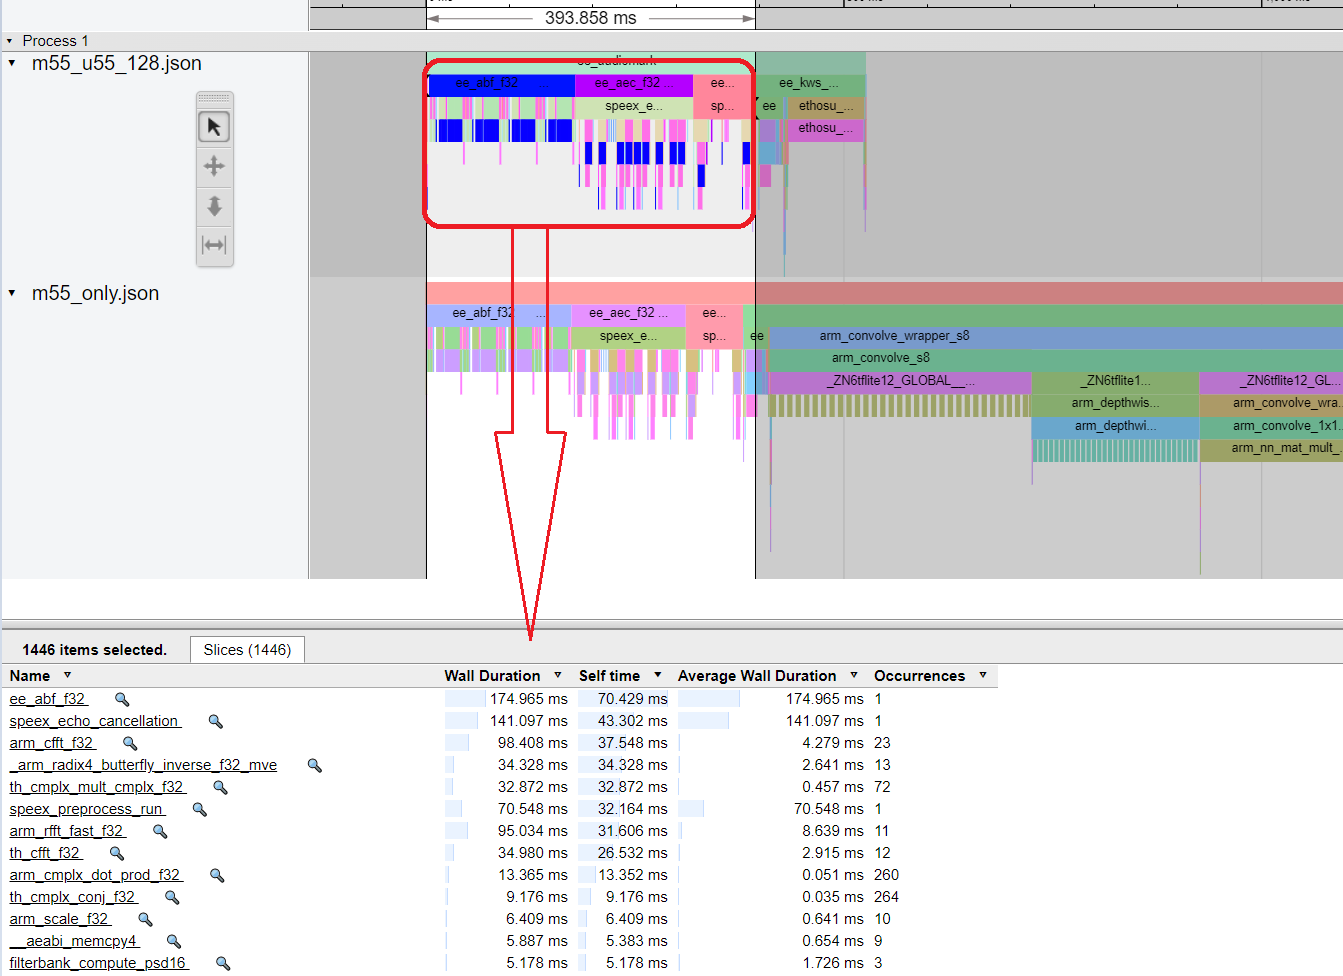 0 ms
500 ms
1,000 ms
393.858 ms
Process 1
m55_u55_128.json
ee_audiomark
ee_abf_f32 ...
ee_aec_f32 ...
ee...
ee_kws_...
speex_e...
sp...
ee
ethosu_...
ethosu_...
m55_only.json
ee_abf_f32 ...
ee_aec_f32 ...
ee...
speex_e...
sp...
ee
arm_convolve_wrapper_s8
arm_convolve_s8
_ZN6tflite12_GLOBAL__...
_ZN6tflite1...
_ZN6tflite12_GL...
arm_depthwis...
arm_convolve_wra...
arm_depthwi...
arm_convolve_1x1...
arm_nn_mat_mult_...
1446 items selected.
Slices (1446)
Name Wall Duration Self time Average Wall Duration Occurrences
ee_abf_f32 174.965 ms 70.429 ms 174.965 ms 1
speex_echo_cancellation 141.097 ms 43.302 ms 141.097 ms 1
arm_cfft_f32 98.408 ms 37.548 ms 4.279 ms 23
_arm_radix4_butterfly_inverse_f32_mve 34.328 ms 34.328 ms 2.641 ms 13
th_cmplx_mult_cmplx_f32 32.872 ms 32.872 ms 0.457 ms 72
speex_preprocess_run 70.548 ms 32.164 ms 70.548 ms 1
arm_rfft_fast_f32 95.034 ms 31.606 ms 8.639 ms 11
th_cfft_f32 34.980 ms 26.532 ms 2.915 ms 12
arm_cmplx_dot_prod_f32 13.365 ms 13.352 ms 0.051 ms 260
th_cmplx_conj_f32 9.176 ms 9.176 ms 0.035 ms 264
arm_scale_f32 6.409 ms 6.409 ms 0.641 ms 10
__aeabi_memcpy4 5.887 ms 5.383 ms 0.654 ms 9
filterbank_compute_psd16 5.178 ms 5.178 ms 1.726 ms 3